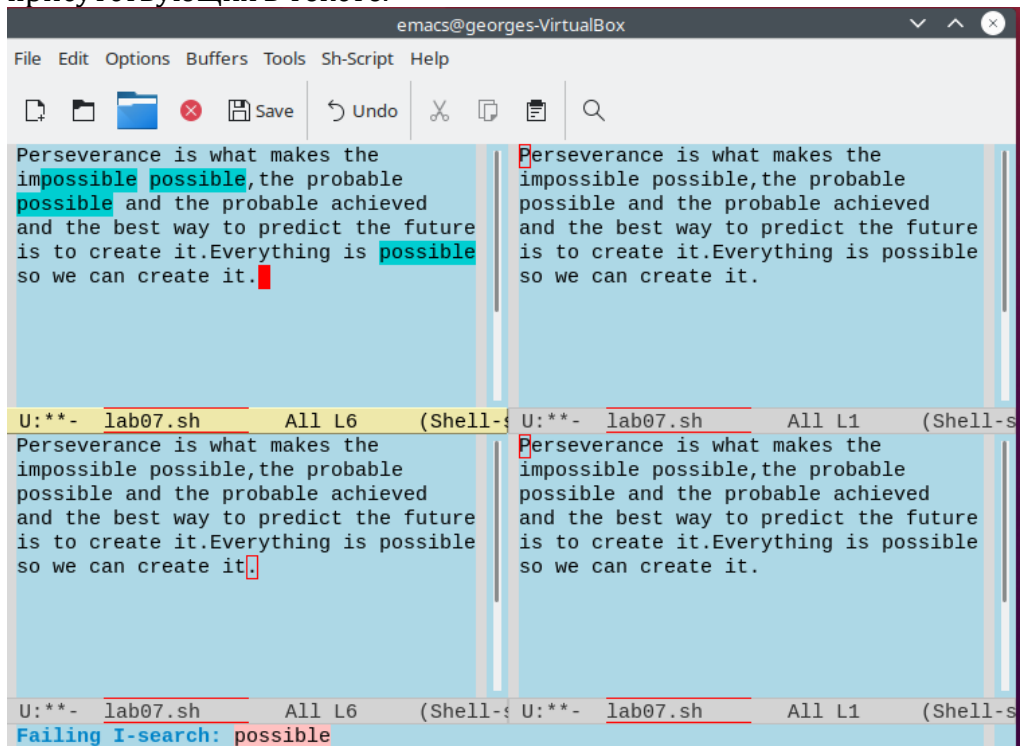 присутствующий в тексте.
emacs@georges-VirtualBox
File Edit Options Buffers Tools Sh-Script Help
Save Undo
Perseverance is what makes the
impossible possible,the probable
possible and the probable achieved
and the best way to predict the future
is to create it.Everything is possible
so we can create it.
U:**- lab07.sh All L6 (Shell-s
Perseverance is what makes the
impossible possible,the probable
possible and the probable achieved
and the best way to predict the future
is to create it.Everything is possible
so we can create it.
U:**- lab07.sh All L1 (Shell-s
Perseverance is what makes the
impossible possible,the probable
possible and the probable achieved
and the best way to predict the future
is to create it.Everything is possible
so we can create it.
U:**- lab07.sh All L6 (Shell-s
Perseverance is what makes the
impossible possible,the probable
possible and the probable achieved
and the best way to predict the future
is to create it.Everything is possible
so we can create it.
U:**- lab07.sh All L1 (Shell-s
Failing I-search: possible